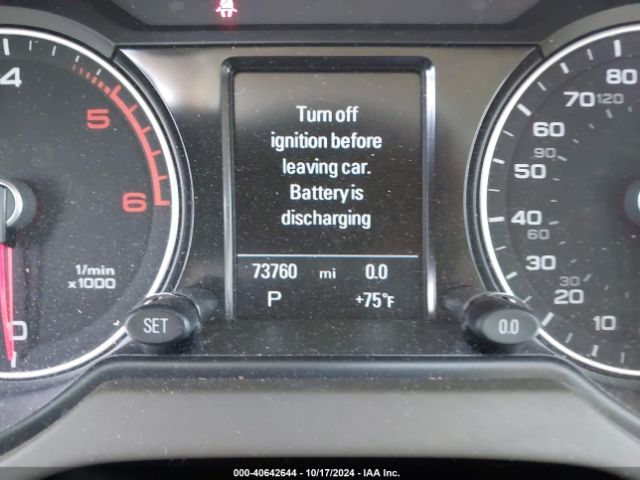 Turn off
ignition before
leaving car.
Battery is
discharging
73760 mi 0.0
P +75°F
SET
0.0
4
5
6
1/min
x1000
0
80
70 120
60
90
50
40
60
30
30
20
10
000-40642644 | 10/17/2024 | IAA Inc.